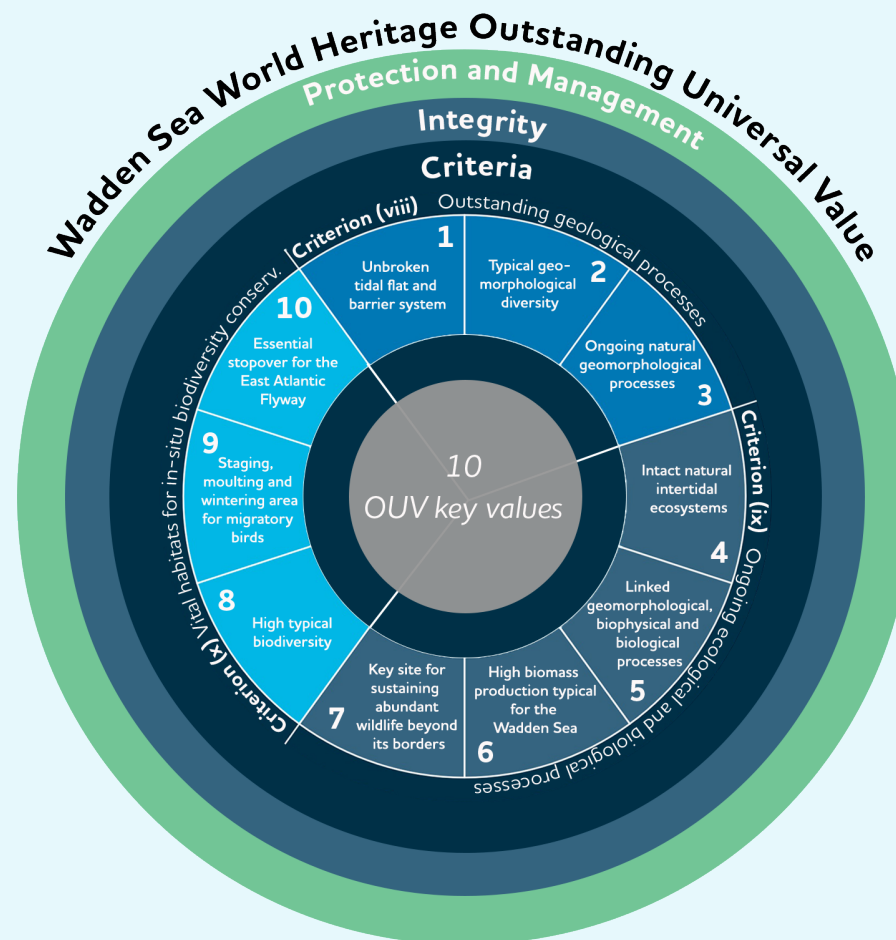 Wadden Sea World Heritage Outstanding Universal Value
Protection and Management
Integrity
Criteria
Criterion (viii) Outstanding geological processes
1
Unbroken
tidal flat and
barrier system
2
Typical geo-
morphological
diversity
Ongoing natural
geomorphological
processes
3
Criterion (ix) Ongoing ecological and biological processes
Intact natural
intertidal
ecosystems
4
Linked
geomorphological,
biophysical and
biological
processes
5
High biomass
production typical
for the
Wadden Sea
6
Key site for
sustaining
abundant
wildlife beyond
its borders
7
Criterion (x) Vital habitats for in-situ biodiversity conserv.
8
High typical
biodiversity
9
Staging,
moulting and
wintering area
for migratory
birds
10
Essential
stopover for the
East Atlantic
Flyway
10
OUV key values